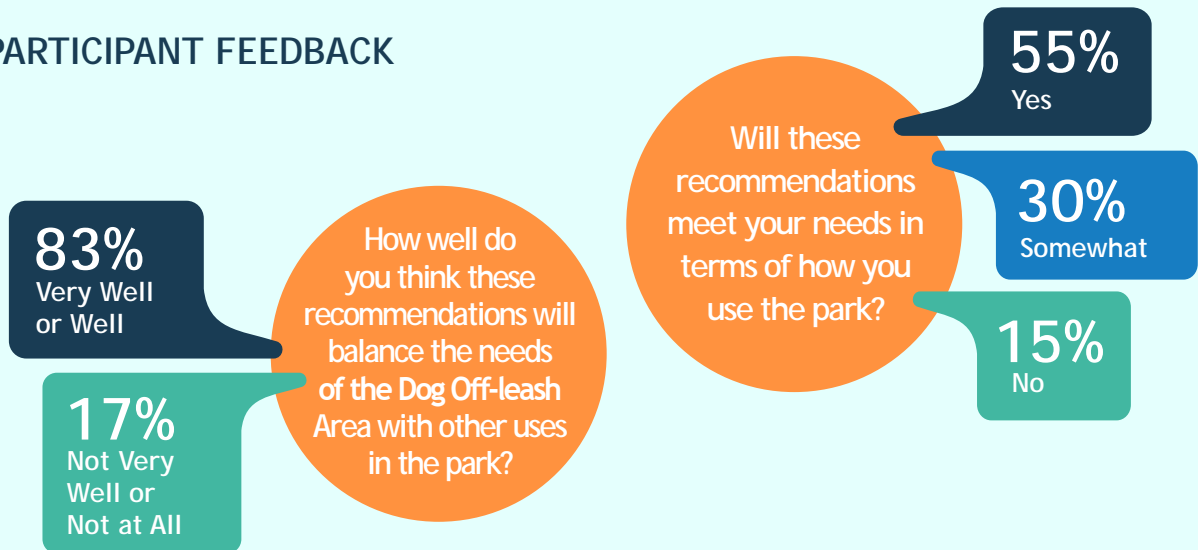 PARTICIPANT FEEDBACK
83%
Very Well
or Well
17%
Not Very
Well or
Not at All
How well do
you think these
recommendations will
balance the needs
of the Dog Off-leash
Area with other uses
in the park?
Will these
recommendations
meet your needs in
terms of how you
use the park?
55%
Yes
30%
Somewhat
15%
No